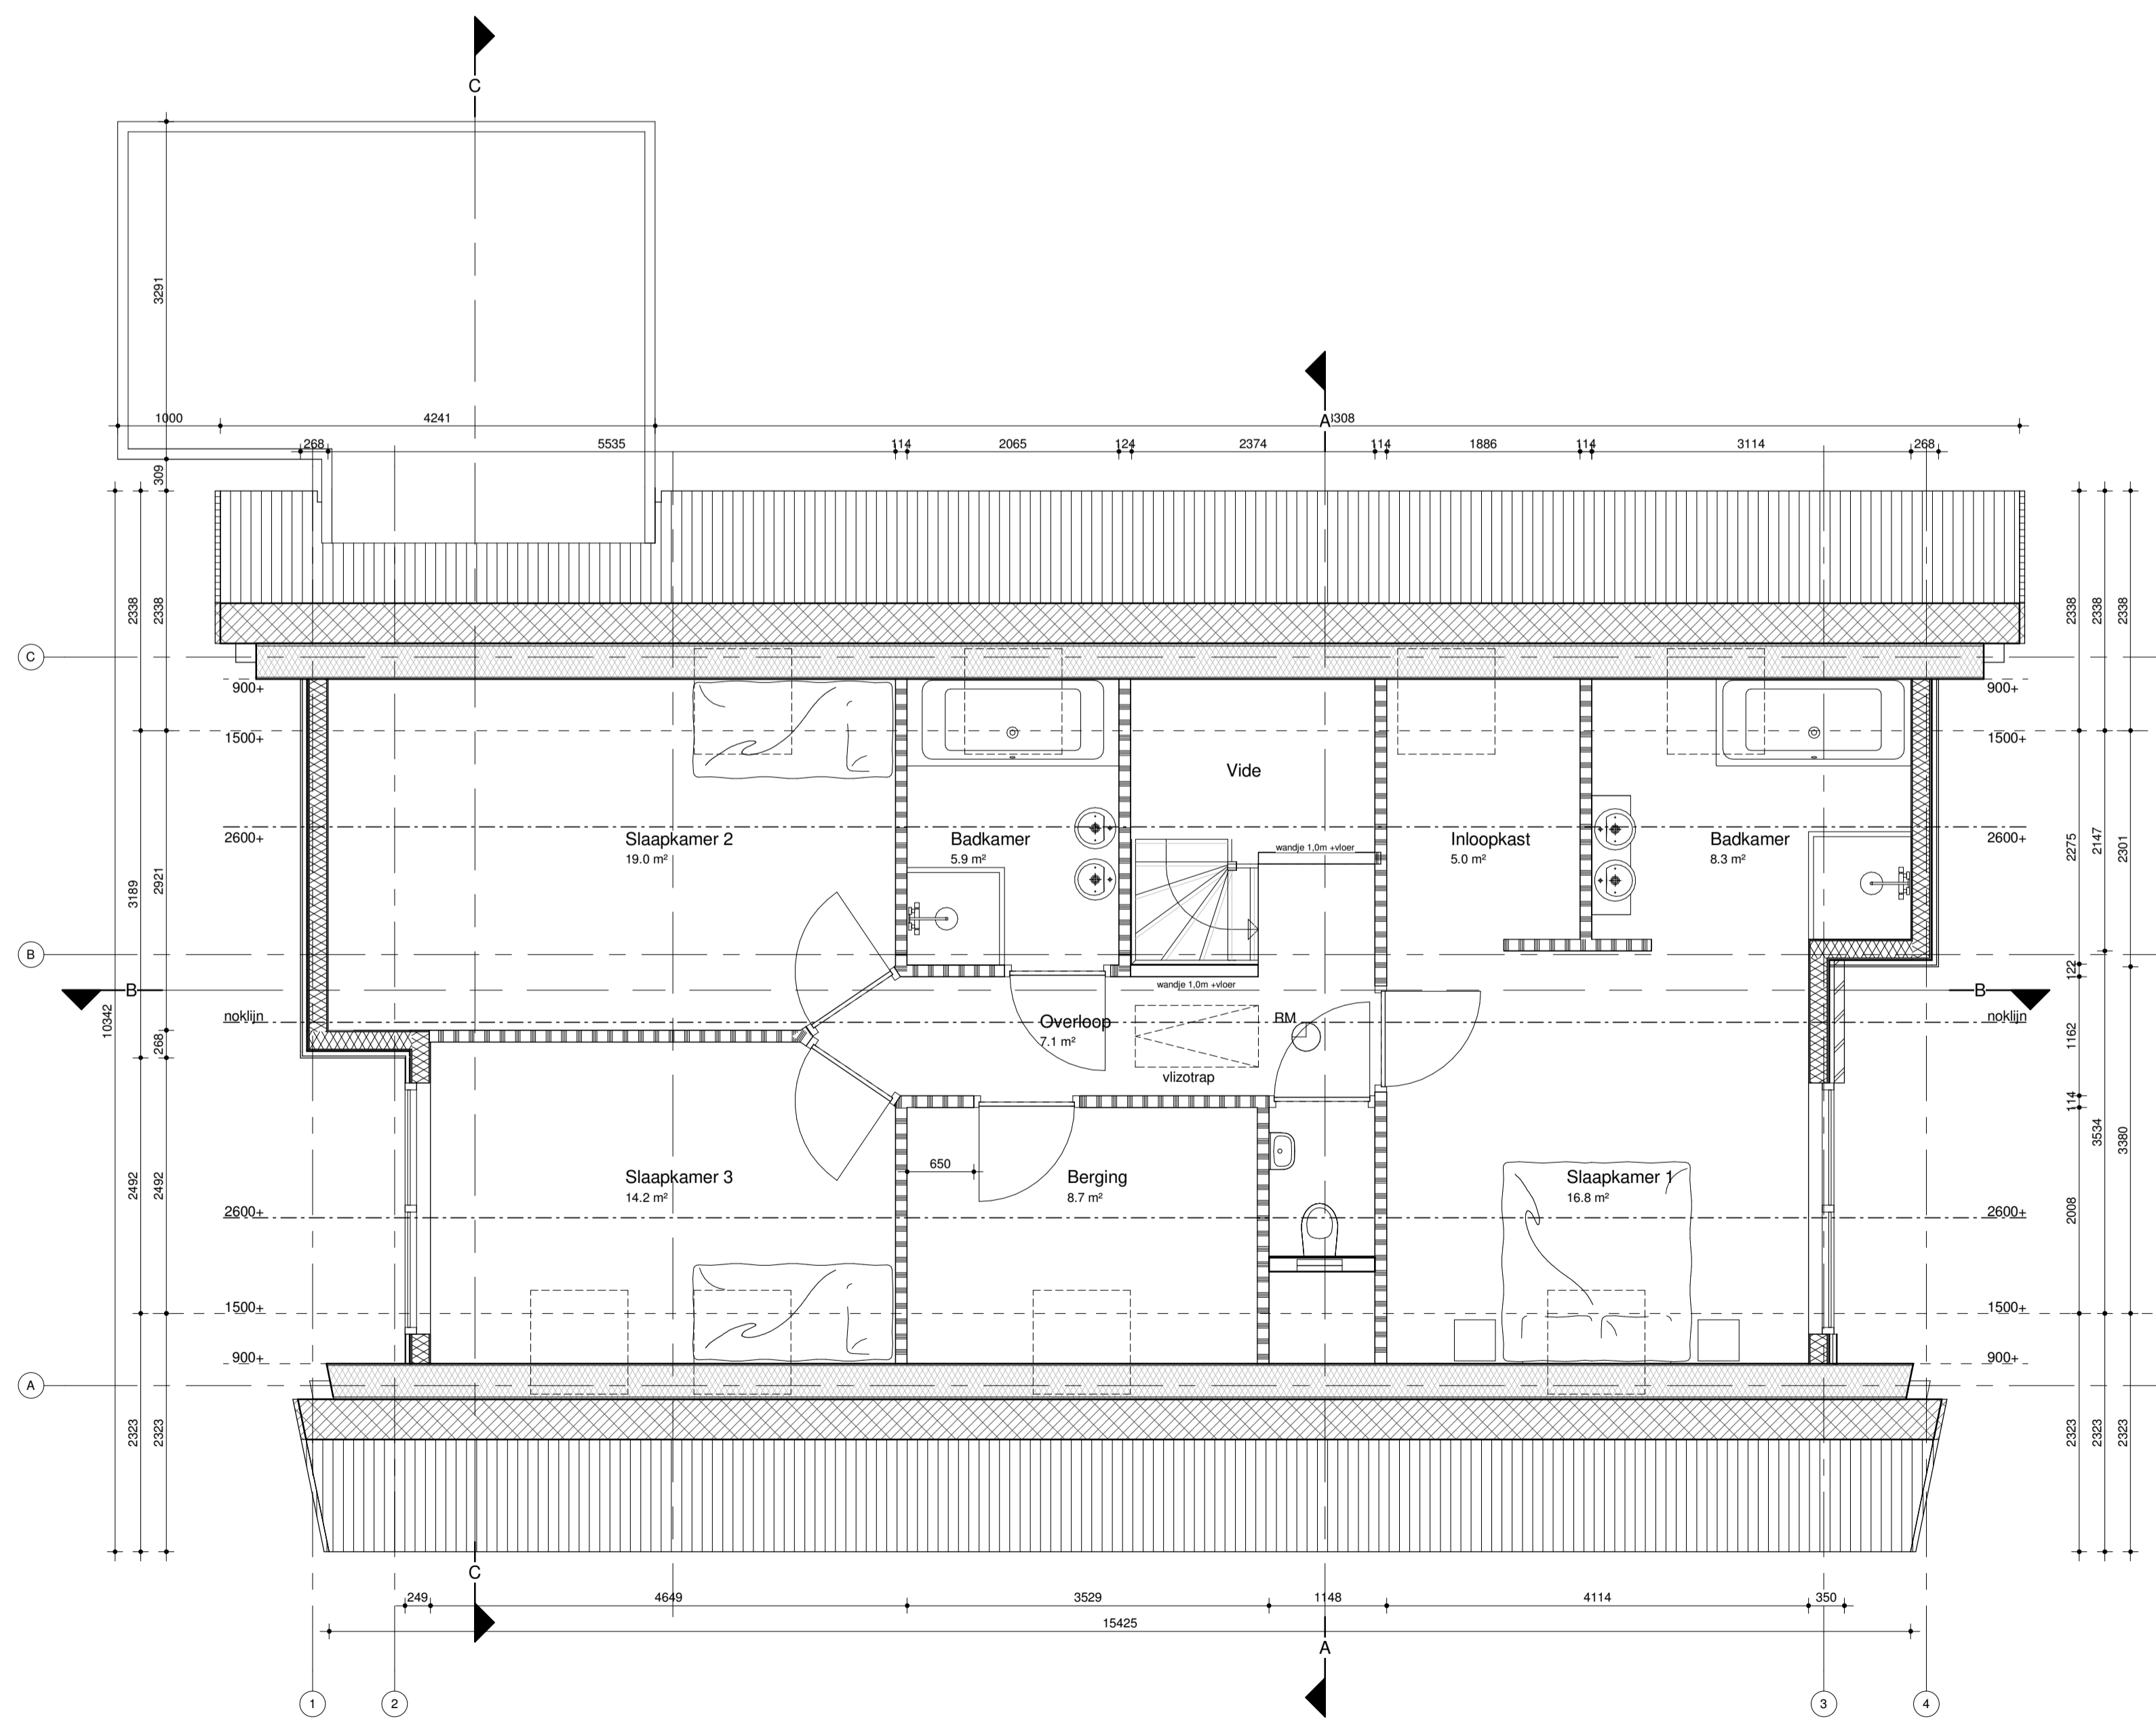 C
3291
1000
4241
A
308
268
5535
114
2065
124
2374
114
1886
114
3114
268
309
2338
2338
2338
2338
2338
C
900+
900+
1500+
1500+
Vide
2600+
2600+
Slaapkamer 2
19.0 m²
Badkamer
5.9 m²
wandje 1,0m +vloer
Inloopkast
5.0 m²
Badkamer
8.3 m²
3189
2921
2275
2147
2301
B
B
wandje 1,0m +vloer
B
122
10342
noklijn
noklijn
Overloop
7.1 m²
RM
vlizotrap
268
1162
114
3534
3380
2492
2492
650
Slaapkamer 3
14.2 m²
Berging
8.7 m²
Slaapkamer 1
16.8 m²
2008
2600+
2600+
1500+
1500+
900+
900+
A
2323
2323
2323
2323
2323
C
249
4649
3529
1148
4114
350
15425
A
1
2
3
4